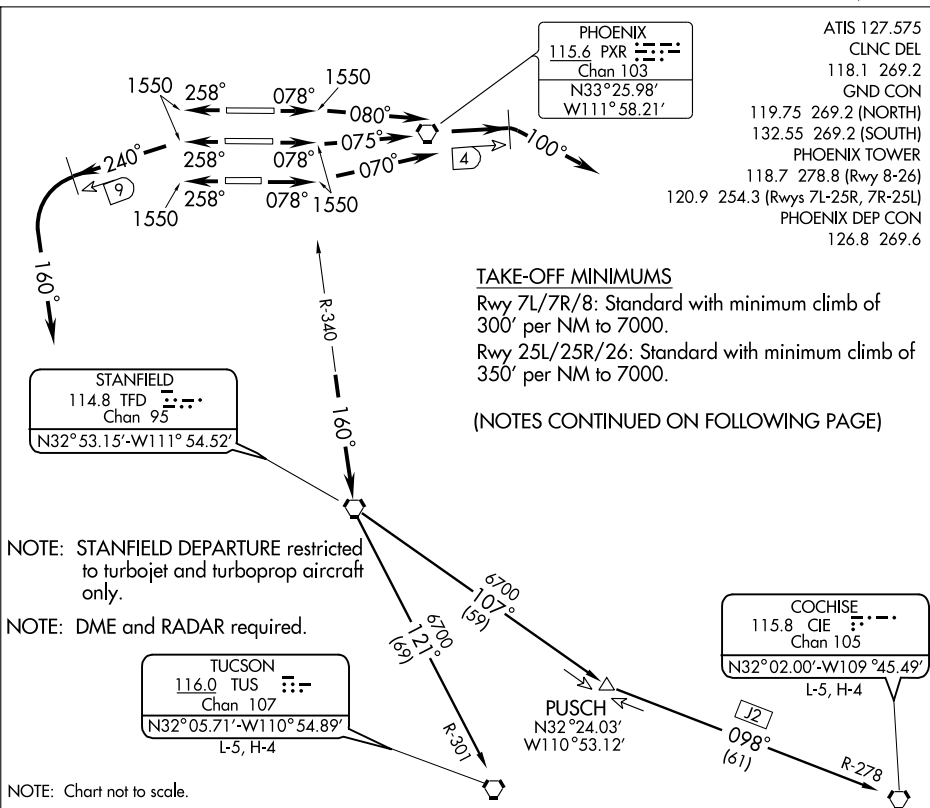 PHOENIX
115.6 PXR
Chan 103
N33°25.98'
W111°58.21'
ATIS 127.575
CLNC DEL
118.1 269.2
GND CON
119.75 269.2 (NORTH)
132.55 269.2 (SOUTH)
PHOENIX TOWER
118.7 278.8 (Rwy 8-26)
120.9 254.3 (Rwys 7L-25R, 7R-25L)
PHOENIX DEP CON
126.8 269.6
1550
258°
078°
1550
080°
240°
258°
078°
075°
4
100°
9
258°
078°
070°
1550
1550
160°
R-340
160°
TAKE-OFF MINIMUMS
Rwy 7L/7R/8: Standard with minimum climb of
300' per NM to 7000.
Rwy 25L/25R/26: Standard with minimum climb of
350' per NM to 7000.
(NOTES CONTINUED ON FOLLOWING PAGE)
STANFIELD
114.8 TFD
Chan 95
N32°53.15'-W111°54.52'
NOTE: STANFIELD DEPARTURE restricted
to turbojet and turboprop aircraft
only.
NOTE: DME and RADAR required.
6700
107°
(59)
6700
121°
(69)
R-301
TUCSON
116.0 TUS
Chan 107
N32°05.71'-W110°54.89'
L-5, H-4
PUSCH
N32°24.03'
W110°53.12'
COCHISE
115.8 CIE
Chan 105
N32°02.00'-W109°45.49'
L-5, H-4
J2
098°
(61)
R-278
NOTE: Chart not to scale.